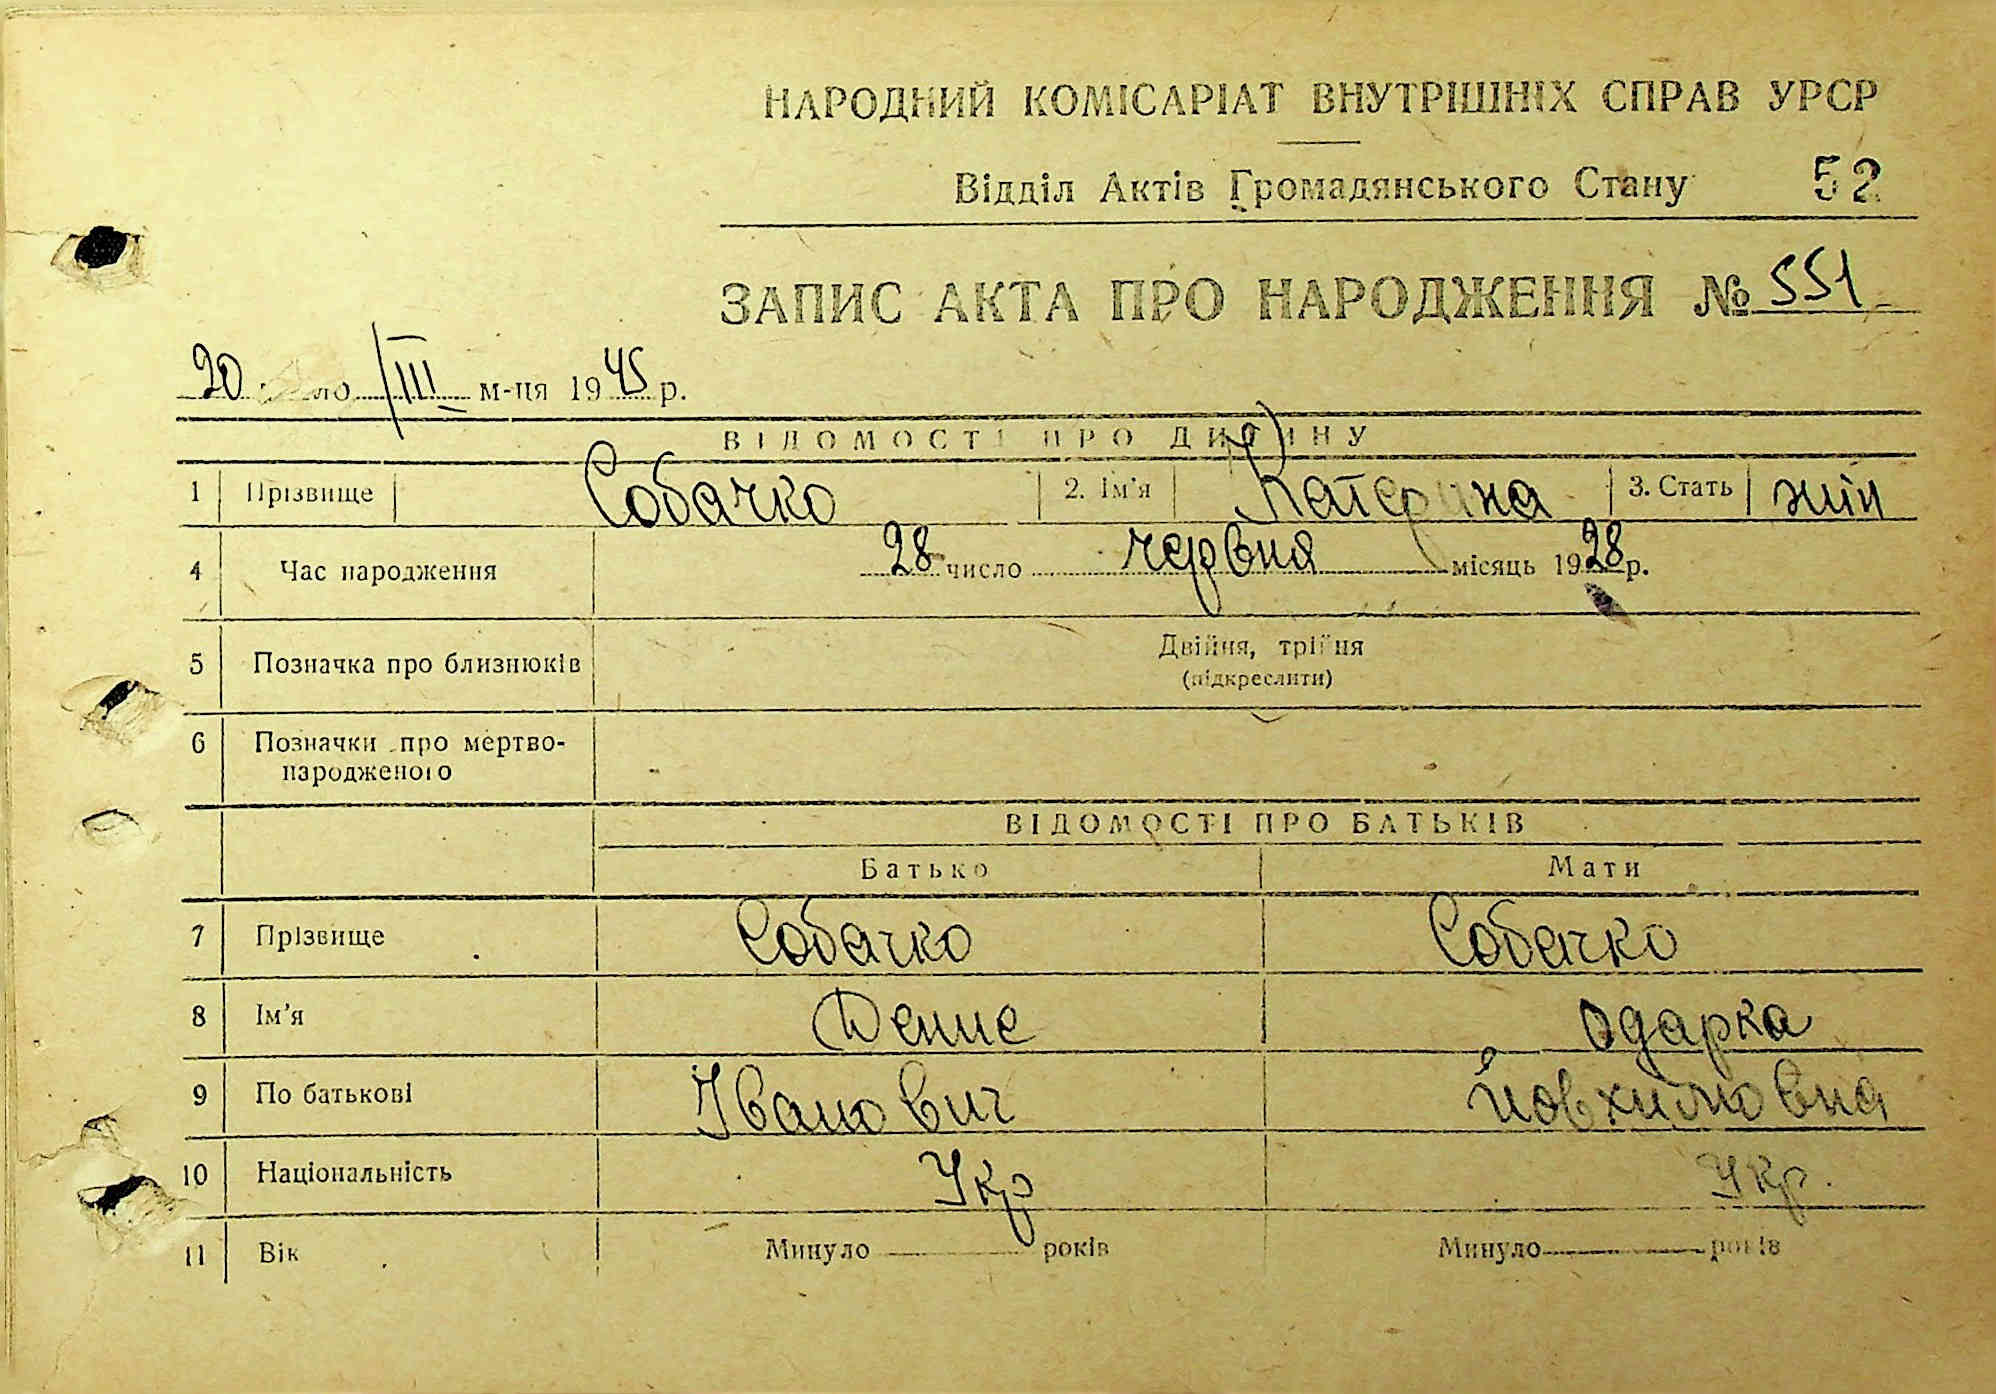 НАРОДНИЙ КОМІСАРІАТ ВНУТРІШНІХ СПРАВ УРСР
Відділ Актів Громадянського Стану 52
ЗАПИС АКТА ПРО НАРОДЖЕННЯ № 551
20 ло III м-ця 1945 р.
ВІДОМОСТІ ПРО ДИТИНУ
1 Прізвище Собачко 2. Ім'я Катерина 3. Стать жін
4 Час народження 28 число червня місяць 1928 р.
5 Позначка про близнюків Двійня, трійня
(підкреслити)
6 Позначки про мертво-
народженого
ВІДОМОСТІ ПРО БАТЬКІВ
Батько Мати
7 Прізвище Собачко Собачко
8 Ім'я Денис Одарка
9 По батькові Іванович Йовхимовна
10 Національність Укр Укр.
11 Вік Минуло років Минуло років